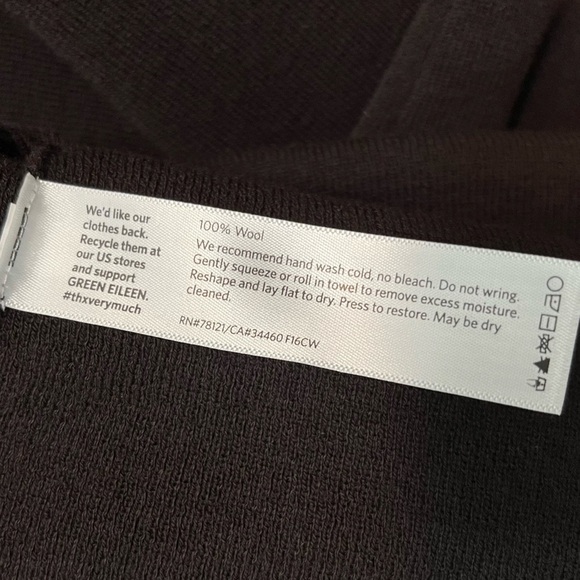 We'd like our
clothes back.
Recycle them at
our US stores
and support
GREEN EILEEN.
#thxverymuch
100% Wool
We recommend hand wash cold, no bleach. Do not wring.
Gently squeeze or roll in towel to remove excess moisture.
Reshape and lay flat to dry. Press to restore. May be dry
cleaned.
RN#78121/CA#34460 F16CW